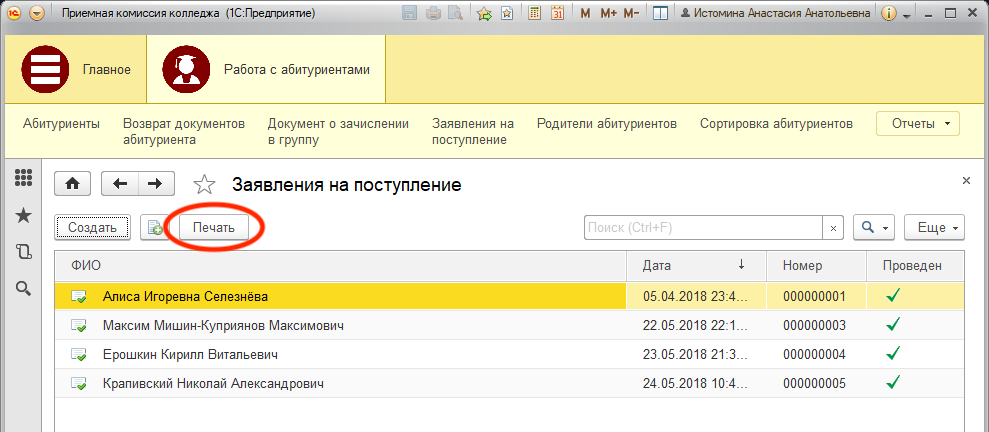 Приемная комиссия колледжа (1С:Предприятие)
M M+ M- Истомина Анастасия Анатольевна
Главное
Работа с абитуриентами
Абитуриенты
Возврат документов
абитуриента
Документ о зачислении
в группу
Заявления на
поступление
Родители абитуриентов
Сортировка абитуриентов
Отчеты
Заявления на поступление
Создать
Печать
Поиск (Ctrl+F)
Еще
ФИО Дата Номер Проведен
Алиса Игоревна Селезнёва 05.04.2018 23:4... 000000001
Максим Мишин-Куприянов Максимович 22.05.2018 22:1... 000000003
Ерошкин Кирилл Витальевич 23.05.2018 21:3... 000000004
Крапивский Николай Александрович 24.05.2018 10:4... 000000005